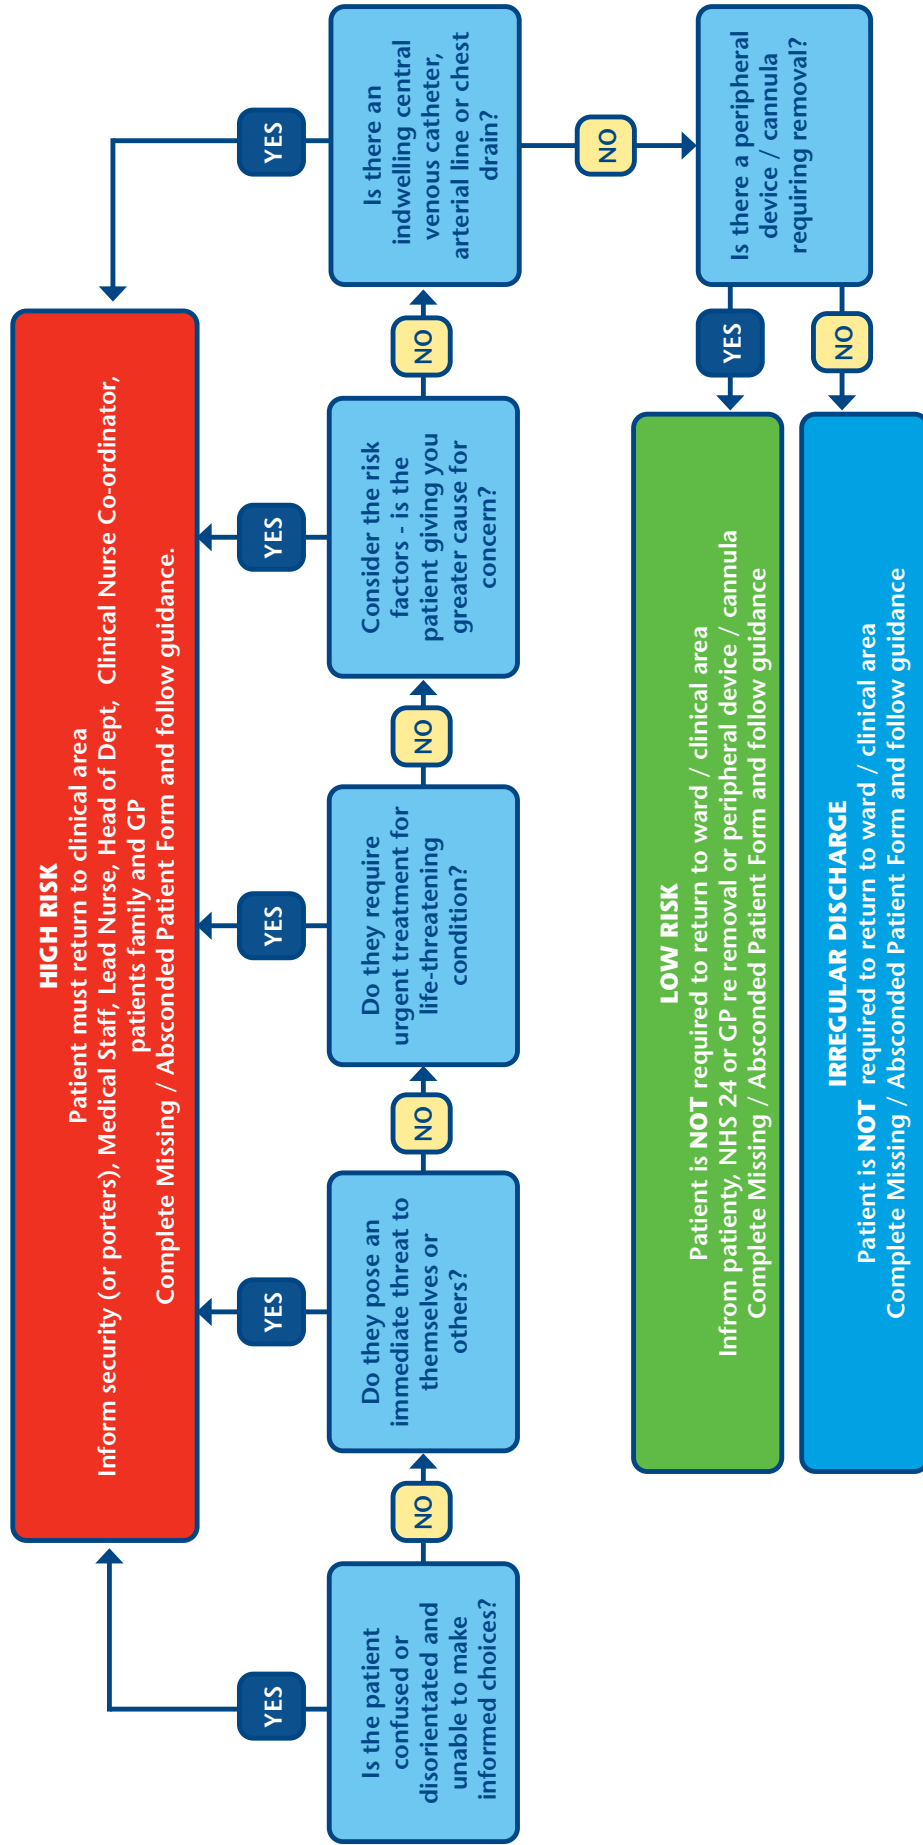 HIGH RISK
Patient must return to clinical area
Inform security (or porters), Medical Staff, Lead Nurse, Head of Dept, Clinical Nurse Co-ordinator,
patients family and GP
Complete Missing / Absconded Patient Form and follow guidance.
YES
YES
YES
YES
YES
Is the patient
confused or
disorientated and
unable to make
informed choices?
NO
Do they pose an
immediate threat to
themselves or
others?
NO
Do they require
urgent treatment for
life-threatening
condition?
NO
Consider the risk
factors - is the
patient giving you
greater cause for
concern?
NO
Is there an
indwelling central
venous catheter,
arterial line or chest
drain?
NO
Is there a peripheral
device / cannula
requiring removal?
YES
NO
LOW RISK
Patient is NOT required to return to ward / clinical area
Infrom patienty, NHS 24 or GP re removal or peripheral device / cannula
Complete Missing / Absconded Patient Form and follow guidance
IRREGULAR DISCHARGE
Patient is NOT required to return to ward / clinical area
Complete Missing / Absconded Patient Form and follow guidance